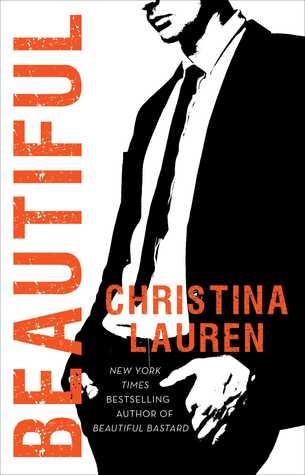 BEAUTIFUL
CHRISTINA
LAUREN
NEW YORK
TIMES
BESTSELLING
AUTHOR OF
BEAUTIFUL BASTARD